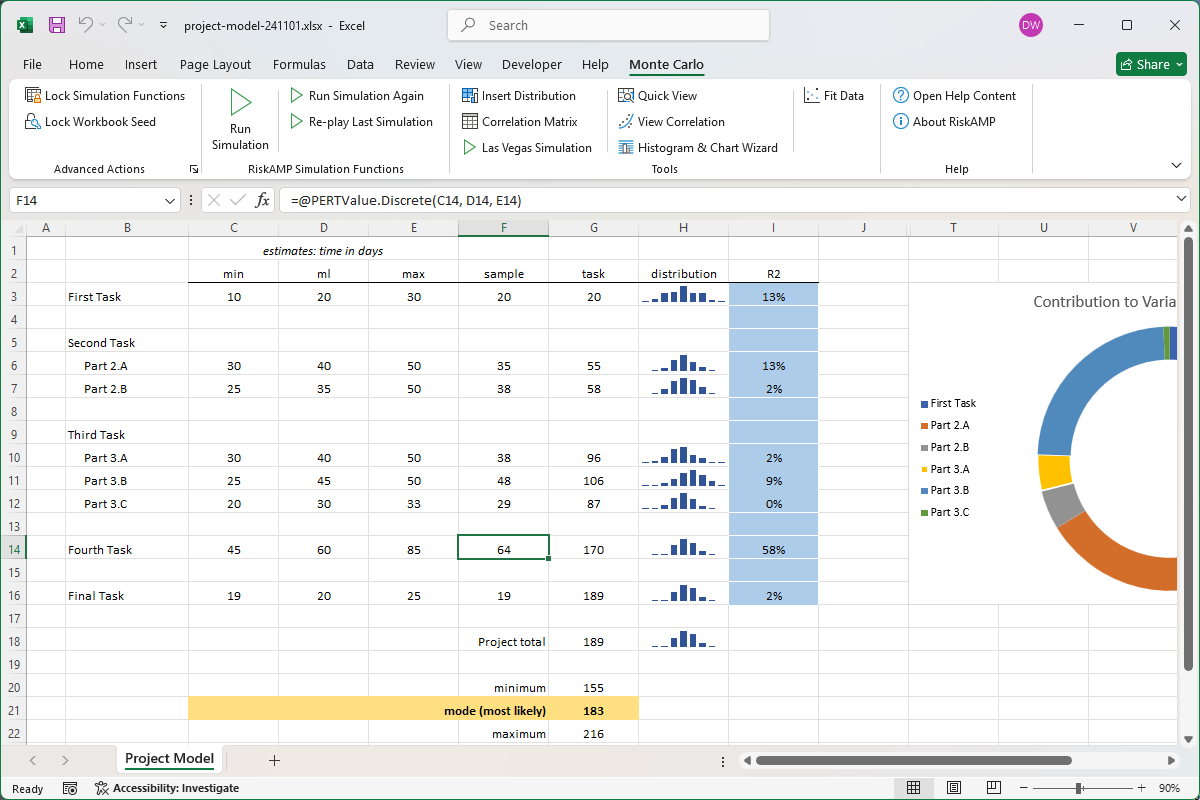 project-model-241101.xlsx - Excel
Search
DW
File Home Insert Page Layout Formulas Data Review View Developer Help Monte Carlo Share
Lock Simulation Functions
Lock Workbook Seed
Advanced Actions
Run
Simulation
Run Simulation Again
Re-play Last Simulation
RiskAMP Simulation Functions
Insert Distribution
Correlation Matrix
Las Vegas Simulation
Quick View
View Correlation
Histogram & Chart Wizard
Tools
Fit Data
Open Help Content
About RiskAMP
Help
F14 fx =@PERTValue.Discrete(C14, D14, E14)
A B C D E F G H I J T U V
1 estimates: time in days
2 min ml max sample task distribution R2
3 First Task 10 20 30 20 20 13%
4
5 Second Task
6 Part 2.A 30 40 50 35 55 13%
7 Part 2.B 25 35 50 38 58 2%
8
9 Third Task
10 Part 3.A 30 40 50 38 96 2%
11 Part 3.B 25 45 50 48 106 9%
12 Part 3.C 20 30 33 29 87 0%
13
14 Fourth Task 45 60 85 64 170 58%
15
16 Final Task 19 20 25 19 189 2%
17
18 Project total 189
19
20 minimum 155
21 mode (most likely) 183
22 maximum 216
Contribution to Varia
First Task
Part 2.A
Part 2.B
Part 3.A
Part 3.B
Part 3.C
Project Model
Ready Accessibility: Investigate 90%